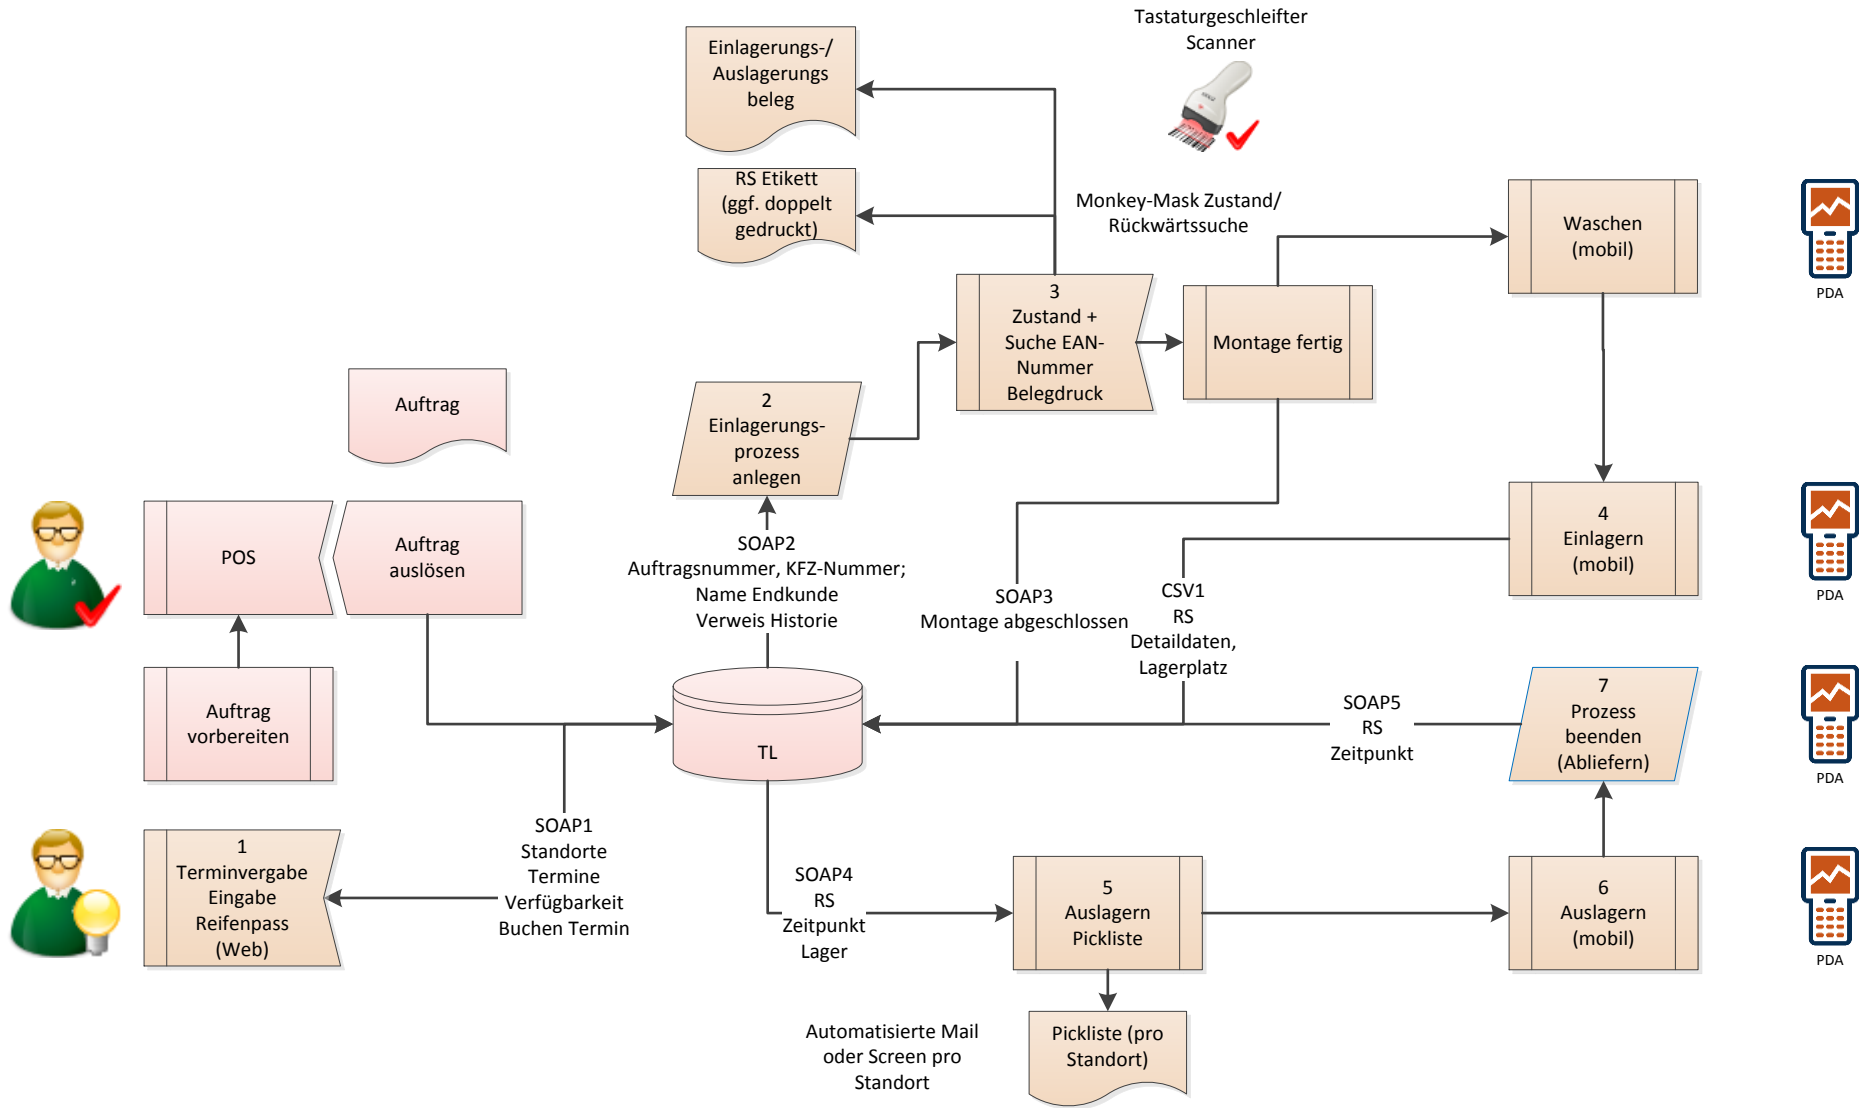 Tastaturgeschleifter
Scanner
Einlagerungs-/
Auslagerungs
beleg
RS Etikett
(ggf. doppelt
gedruckt)
Monkey-Mask Zustand/
Rückwärtssuche
Waschen
(mobil)
PDA
3
Zustand +
Suche EAN-
Nummer
Belegdruck
Montage fertig
Auftrag
2
Einlagerungs-
prozess
anlegen
POS
Auftrag
auslösen
4
Einlagern
(mobil)
PDA
SOAP2
Auftragsnummer, KFZ-Nummer;
Name Endkunde
Verweis Historie
SOAP3
Montage abgeschlossen
CSV1
RS
Detaildaten,
Lagerplatz
Auftrag
vorbereiten
TL
SOAP5
RS
Zeitpunkt
7
Prozess
beenden
(Abliefern)
PDA
1
Terminvergabe
Eingabe
Reifenpass
(Web)
SOAP1
Standorte
Termine
Verfügbarkeit
Buchen Termin
SOAP4
RS
Zeitpunkt
Lager
5
Auslagern
Pickliste
6
Auslagern
(mobil)
PDA
Automatisierte Mail
oder Screen pro
Standort
Pickliste (pro
Standort)